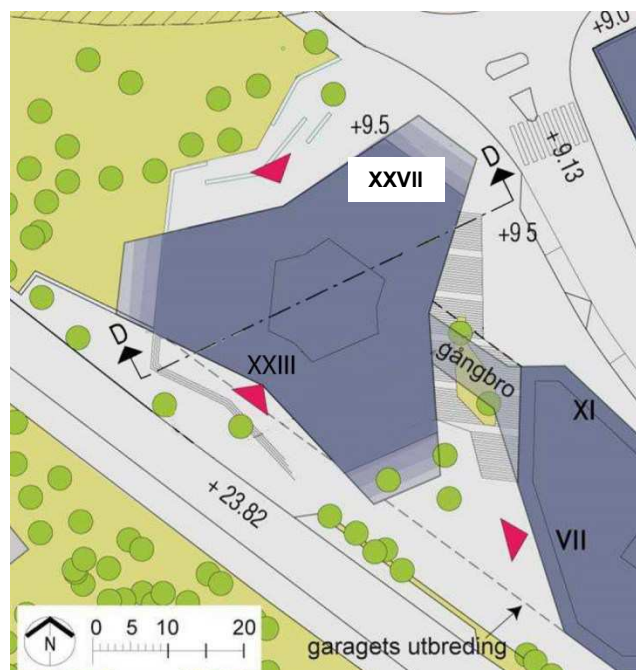 +9.0
+9.5
XXVII
D
+9.13
+9 5
D
gångbro
XXIII
XI
+ 23.82
VII
N
0 5 10 20
garagets utbreding